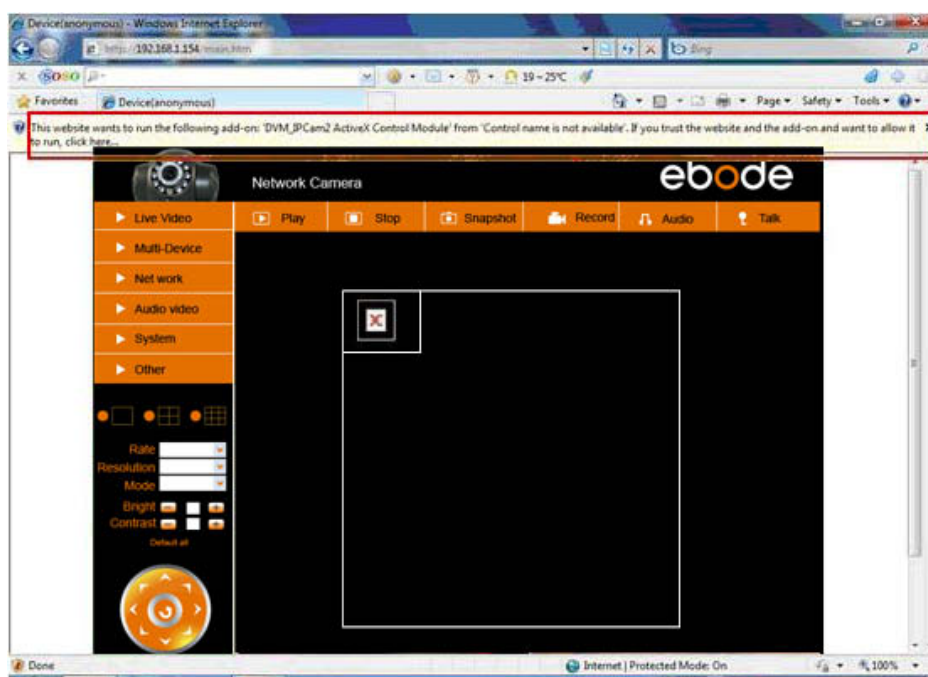 Device(anonymous) - Windows Internet Explorer
http://192.168.1.154/main.htm
Bing
SOSO
19~25℃
Favorites
Device(anonymous)
Page
Safety
Tools
This website wants to run the following add-on: 'DVM_IPCam2 ActiveX Control Module' from 'Control name is not available'. If you trust the website and the add-on and want to allow it
to run, click here...
Network Camera
ebode
Live Video
Play
Stop
Snapshot
Record
Audio
Talk
Multi-Device
Net work
Audio video
System
Other
Rate
Resolution
Mode
Bright
Contrast
Default all
Done
Internet | Protected Mode: On
100%